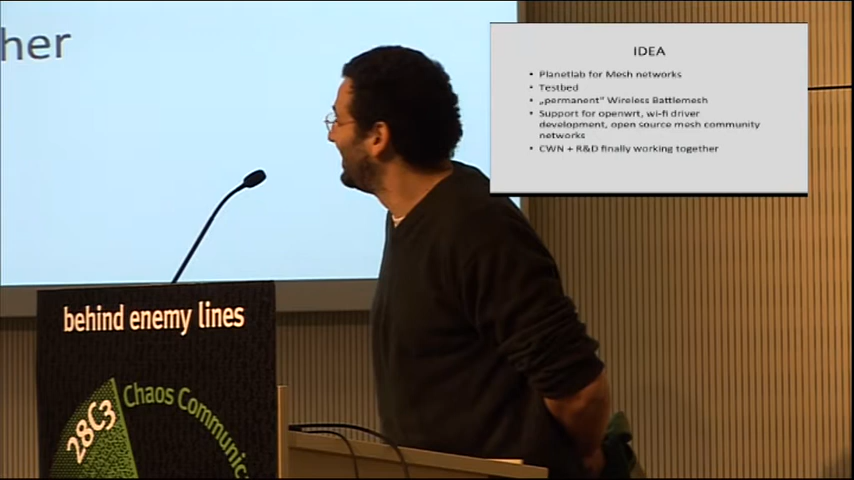 her
IDEA
• Planetlab for Mesh networks
• Testbed
• „permanent" Wireless Battlemesh
• Support for openwrt, wi-fi driver
development, open source mesh community
networks
• CWN + R&D finally working together
behind enemy lines
28C3
Chaos Communic